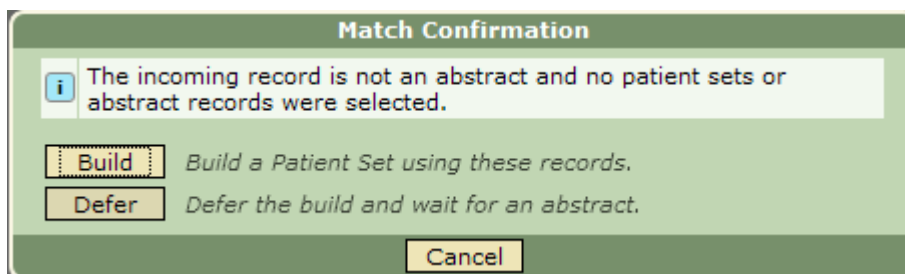 Match Confirmation
i The incoming record is not an abstract and no patient sets or
abstract records were selected.
Build Build a Patient Set using these records.
Defer Defer the build and wait for an abstract.
Cancel